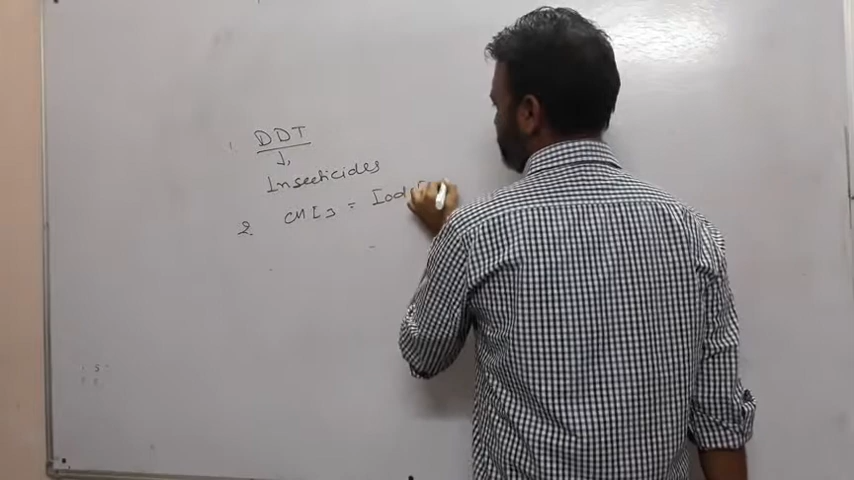 DDT
↓
Insecticides
2. CHI3 = Iod